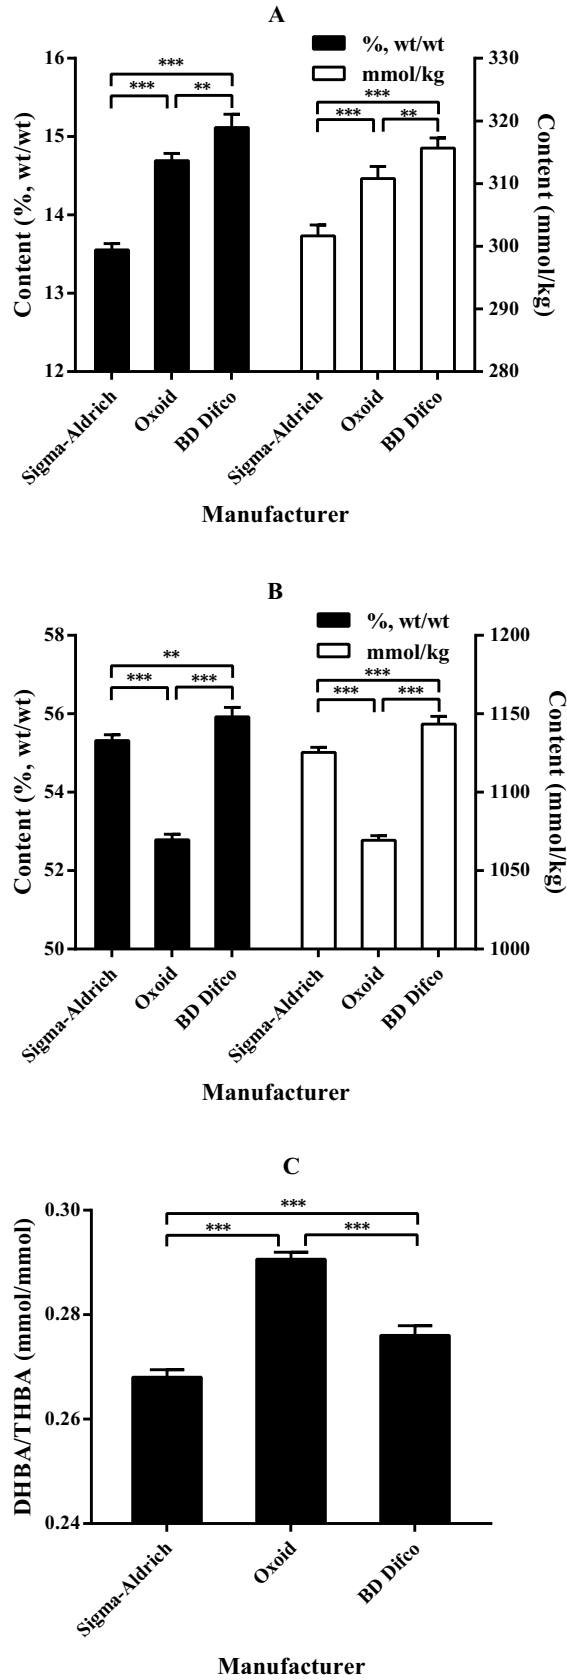 A
%, wt/wt
mmol/kg
16
15
14
13
12
Content (%, wt/wt)
***
***
**
***
***
**
330
320
310
300
290
280
Content (mmol/kg)
Sigma-Aldrich
Oxoid
BD Difco
Sigma-Aldrich
Oxoid
BD Difco
Manufacturer
B
%, wt/wt
mmol/kg
58
56
54
52
50
Content (%, wt/wt)
**
***
***
***
***
***
1200
1150
1100
1050
1000
Content (mmol/kg)
Sigma-Aldrich
Oxoid
BD Difco
Sigma-Aldrich
Oxoid
BD Difco
Manufacturer
C
0.30
0.28
0.26
0.24
DHBA/THBA (mmol/mmol)
***
***
***
Sigma-Aldrich
Oxoid
BD Difco
Manufacturer